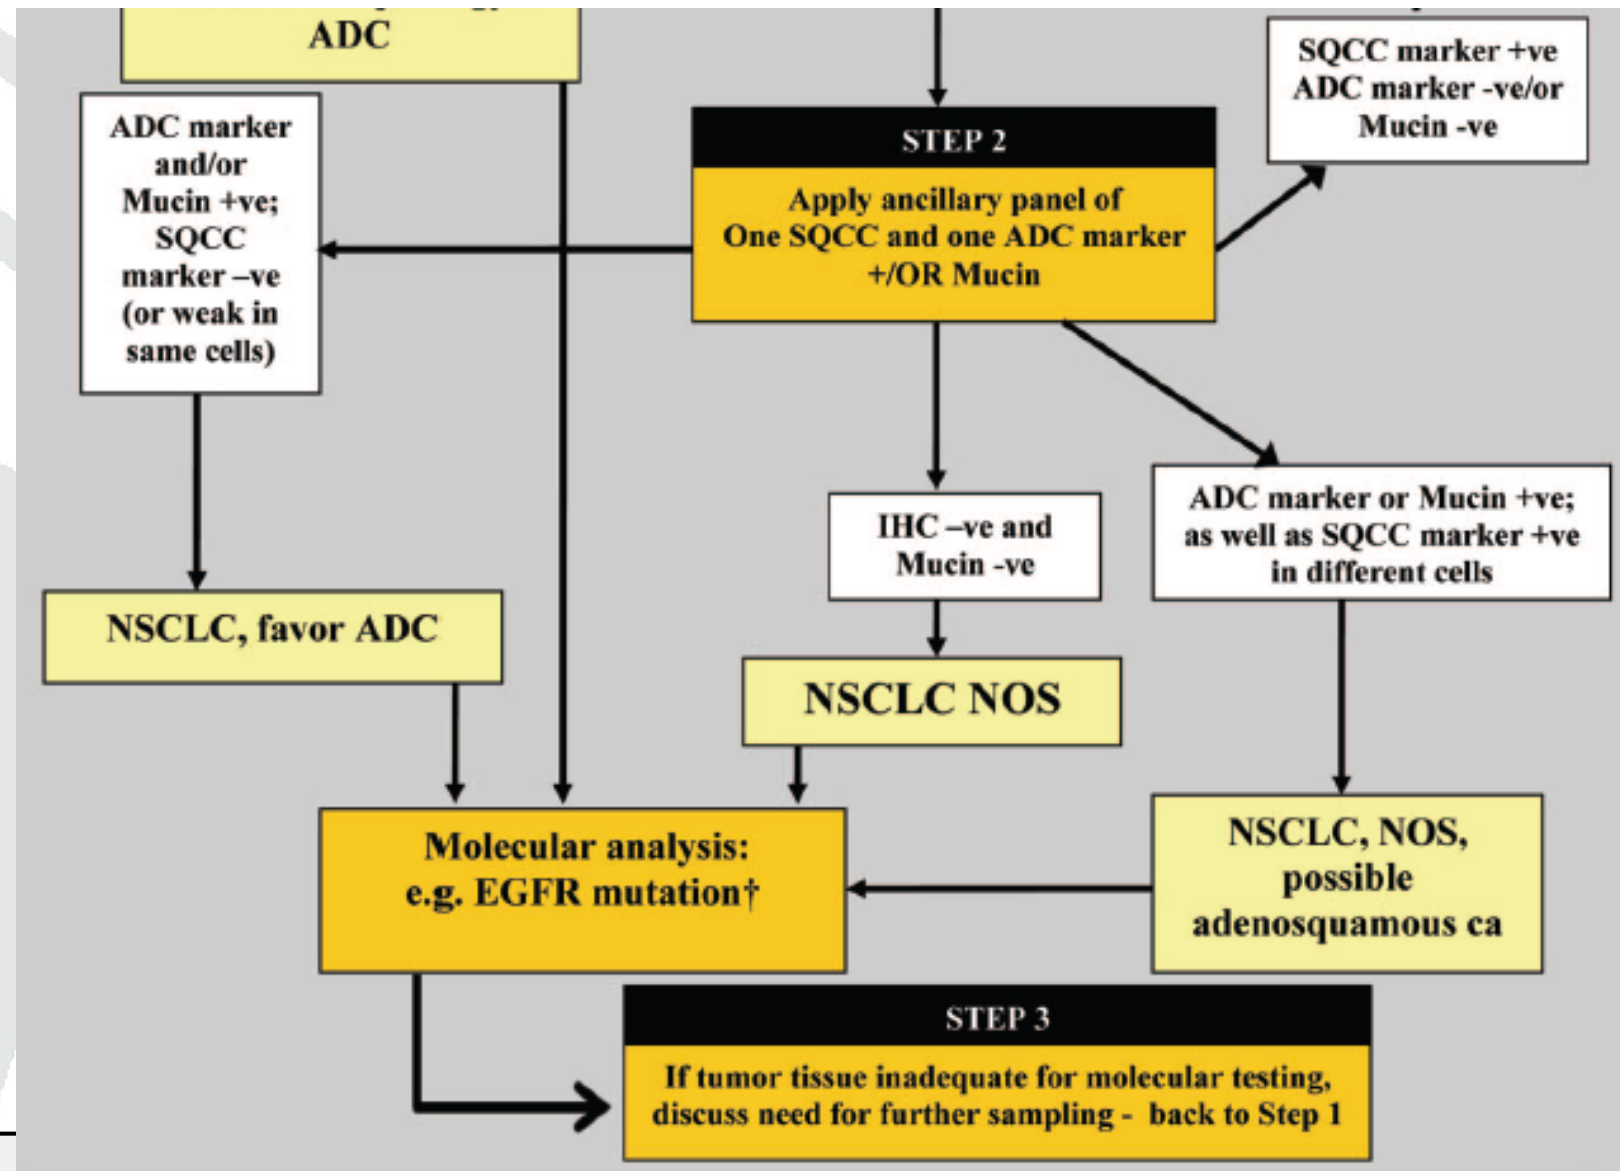 ADC
SQCC marker +ve
ADC marker -ve/or
Mucin -ve
ADC marker
and/or
Mucin +ve;
SQCC
marker –ve
(or weak in
same cells)
STEP 2
Apply ancillary panel of
One SQCC and one ADC marker
+/OR Mucin
IHC –ve and
Mucin -ve
ADC marker or Mucin +ve;
as well as SQCC marker +ve
in different cells
NSCLC, favor ADC
NSCLC NOS
Molecular analysis:
e.g. EGFR mutation†
NSCLC, NOS,
possible
adenosquamous ca
STEP 3
If tumor tissue inadequate for molecular testing,
discuss need for further sampling - back to Step 1